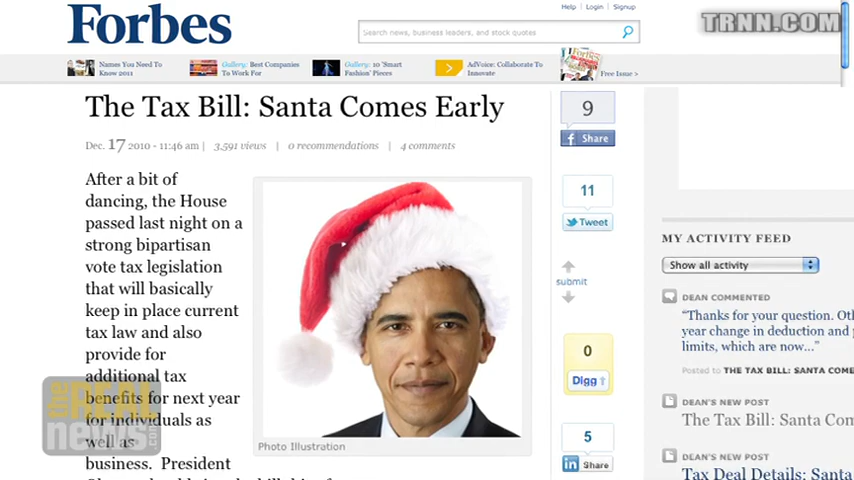 Forbes
Help | Login | Signup
TRNN.COM
Search news, business leaders, and stock quotes
Names You Need To Know 2011
Gallery: Best Companies To Work For
Gallery: 10 'Smart Fashion' Pieces
AdVoice: Collaborate To Innovate
Free Issue >
The Tax Bill: Santa Comes Early
Dec. 17 2010 - 11:46 am | 3,591 views | 0 recommendations | 4 comments
After a bit of
dancing, the House
passed last night on a
strong bipartisan
vote tax legislation
that will basically
keep in place current
tax law and also
provide for
additional tax
benefits for next year
for individuals as
well as
business. President
Photo Illustration
9
Share
11
Tweet
submit
0
Digg
5
in Share
MY ACTIVITY FEED
Show all activity
DEAN COMMENTED
"Thanks for your question. Oth
year change in deduction and p
limits, which are now..."
Posted to THE TAX BILL: SANTA COME
DEAN'S NEW POST
The Tax Bill: Santa Com
DEAN'S NEW POST
Tax Deal Details: Santa
the REAL
news.com